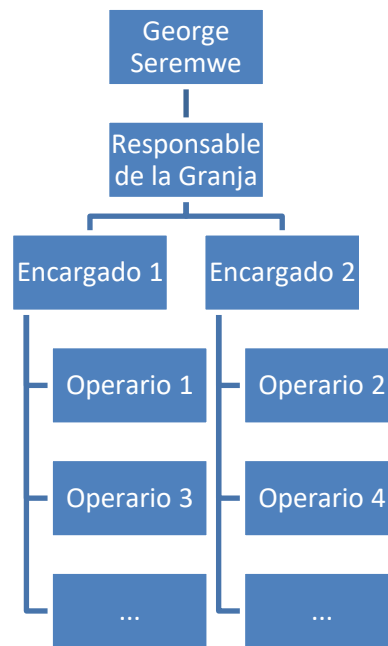 George
Seremwe
Responsable
de la Granja
Encargado 1
Encargado 2
Operario 1
Operario 2
Operario 3
Operario 4
...
...